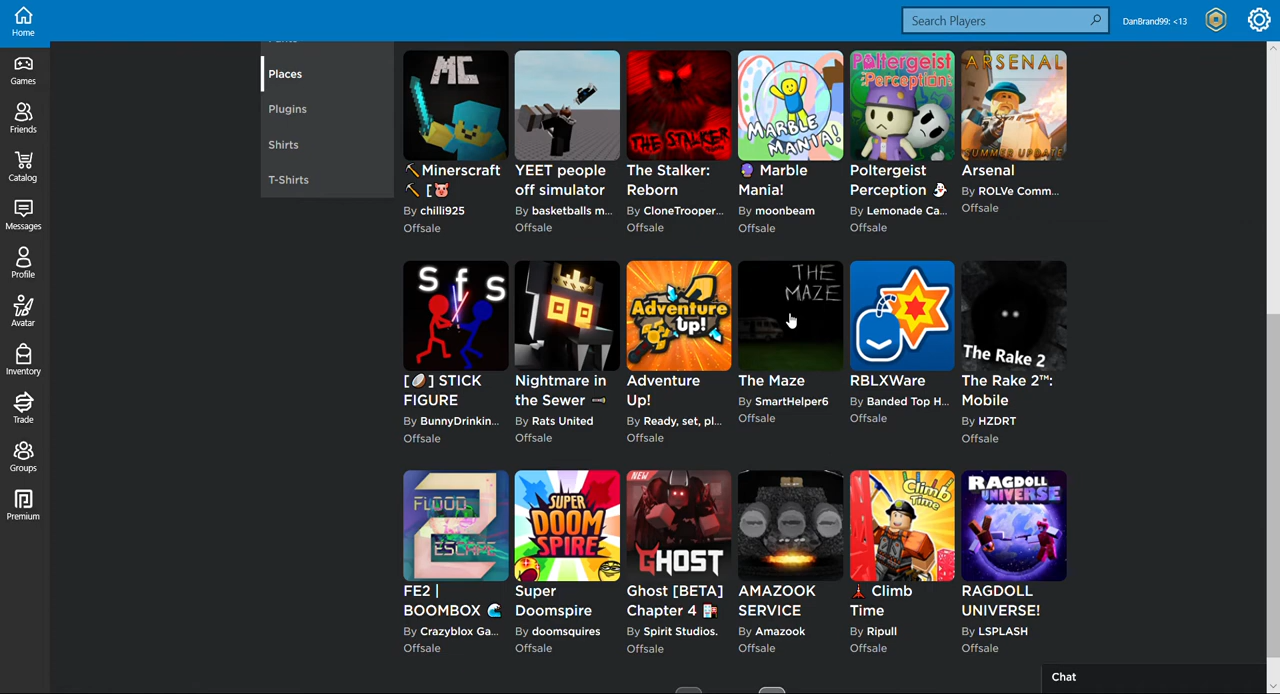 Home
Search Players
DanBrand99: <13
Games
Friends
Catalog
Messages
Profile
Avatar
Inventory
Trade
Groups
Premium
Places
Plugins
Shirts
T-Shirts
MC
⛏Minerscraft
⛏ [🐷
By chilli925
Offsale
YEET people
off simulator
By basketballs m...
Offsale
THE STALKER
The Stalker:
Reborn
By CloneTrooper...
Offsale
MARBLE
MANIA!
🔮 Marble
Mania!
By moonbeam
Offsale
Poltergeist
Perception
Poltergeist
Perception 👻
By Lemonade Ca...
Offsale
ARSENAL
SUMMER UPDATE
Arsenal
By ROLVe Comm...
Offsale
S f S
[🏉] STICK
FIGURE
By BunnyDrinkin...
Offsale
Nightmare in
the Sewer 🔦
By Rats United
Offsale
Adventure
Up!
Adventure
Up!
By Ready, set, pl...
Offsale
THE
MAZE
The Maze
By SmartHelper6
Offsale
RBLXWare
By Banded Top H...
Offsale
The Rake 2
The Rake 2™:
Mobile
By HZDRT
Offsale
FLOOD
2
ESCAPE
FE2 |
BOOMBOX 🌊
By Crazyblox Ga...
Offsale
SUPER
DOOM
SPIRE
Super
Doomspire
By doomsquires
Offsale
NEW
GHOST
Ghost [BETA]
Chapter 4 🏥
By Spirit Studios.
Offsale
AMAZOOK
SERVICE
By Amazook
Offsale
Climb
Time
🗼 Climb
Time
By Ripull
Offsale
RAGDOLL
UNIVERSE
RAGDOLL
UNIVERSE!
By LSPLASH
Offsale
Chat